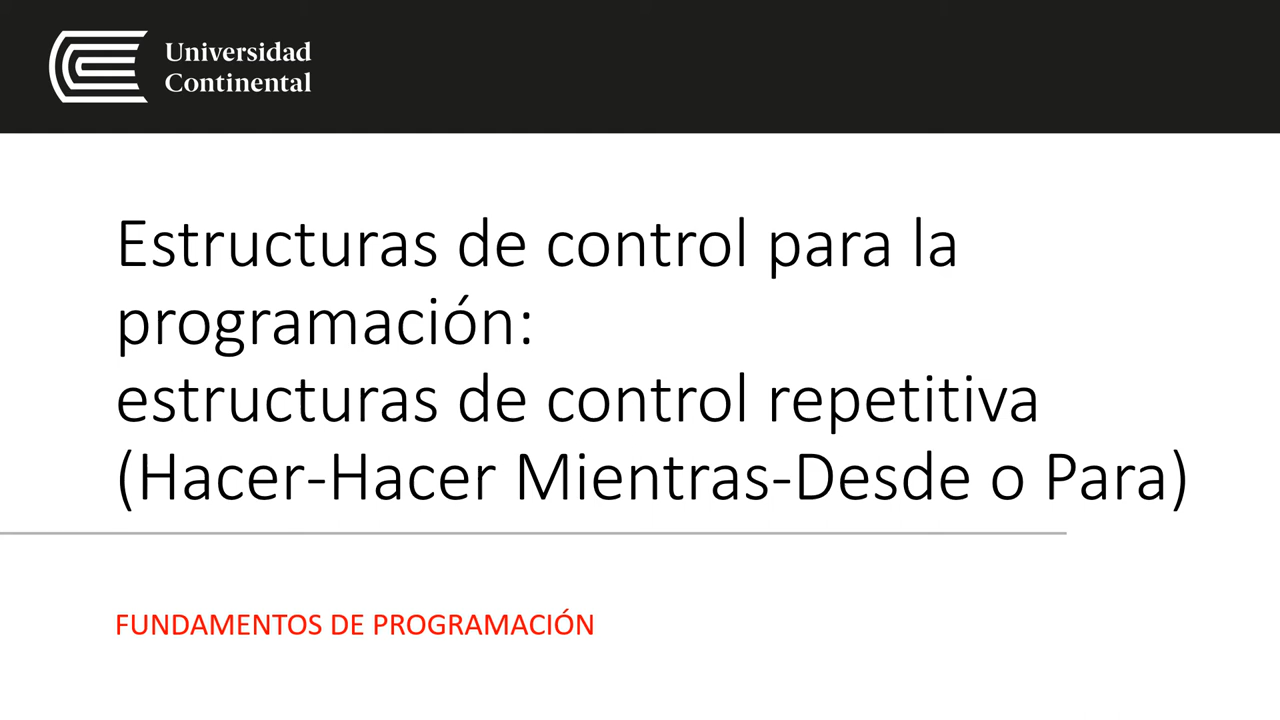 Universidad
Continental
Estructuras de control para la
programación:
estructuras de control repetitiva
(Hacer-Hacer Mientras-Desde o Para)
FUNDAMENTOS DE PROGRAMACIÓN